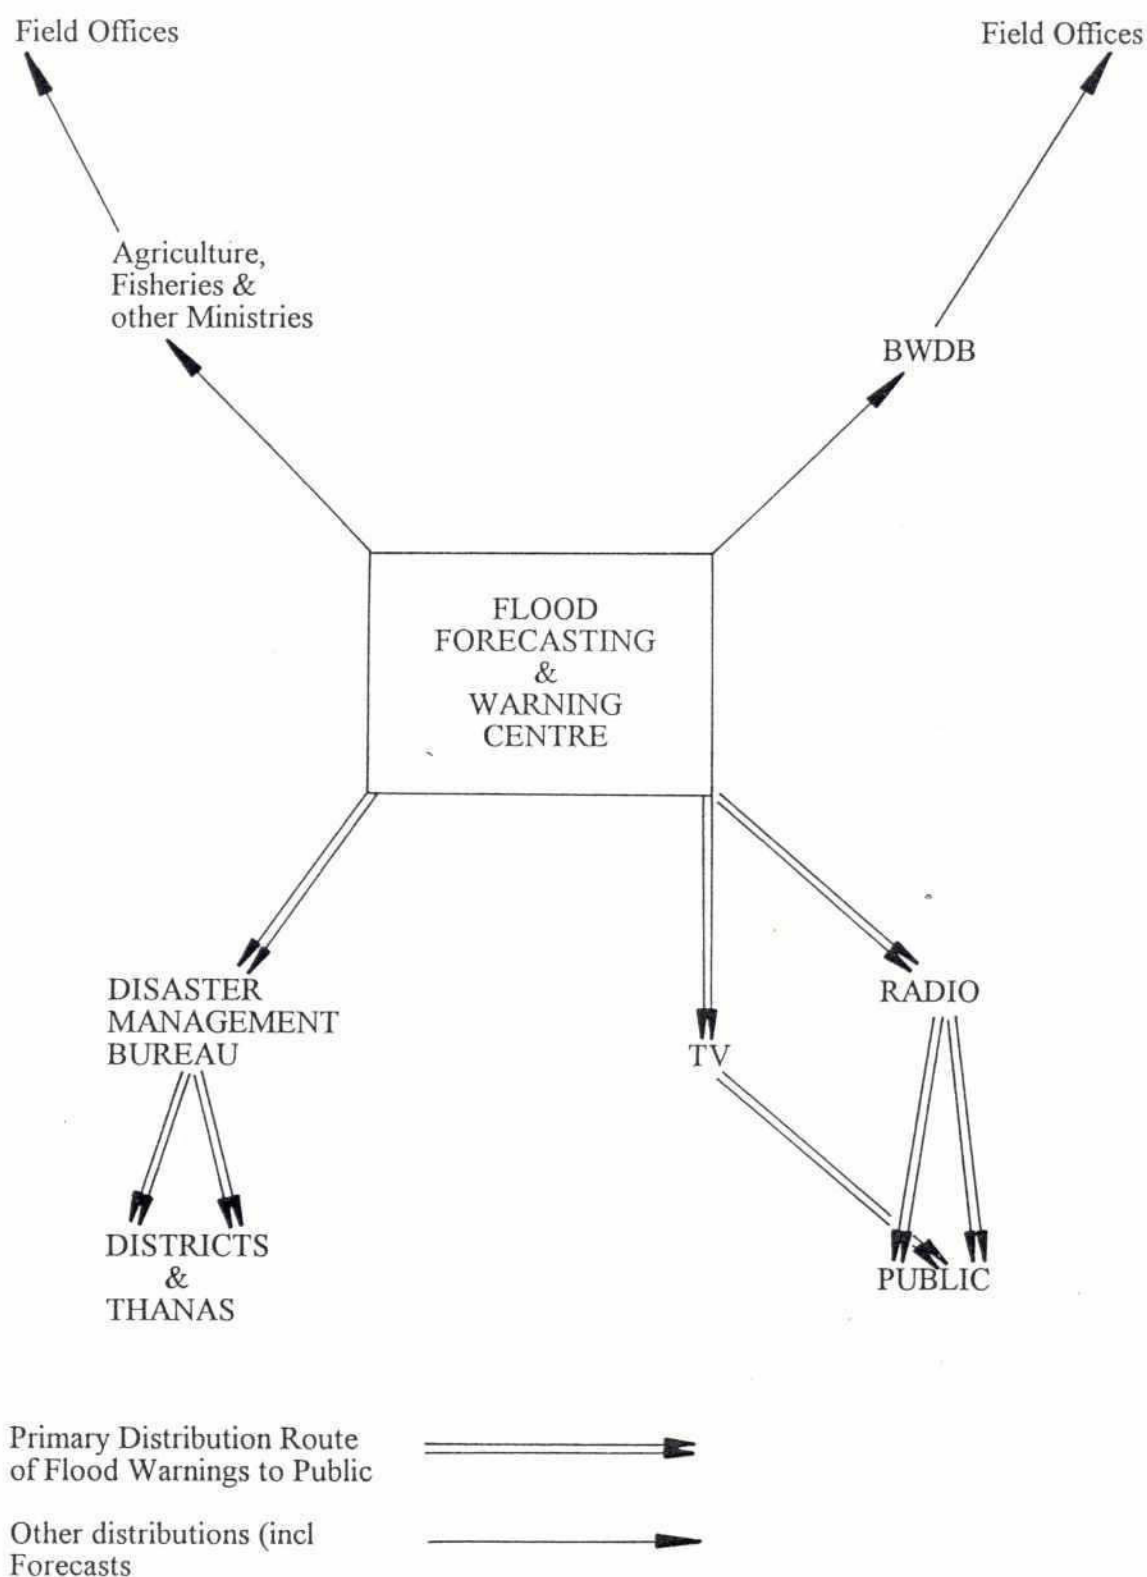 Field Offices
Field Offices
Agriculture,
Fisheries &
other Ministries
BWDB
FLOOD
FORECASTING
&
WARNING
CENTRE
DISASTER
MANAGEMENT
BUREAU
RADIO
TV
DISTRICTS
&
THANAS
PUBLIC
Primary Distribution Route
of Flood Warnings to Public
Other distributions (incl
Forecasts